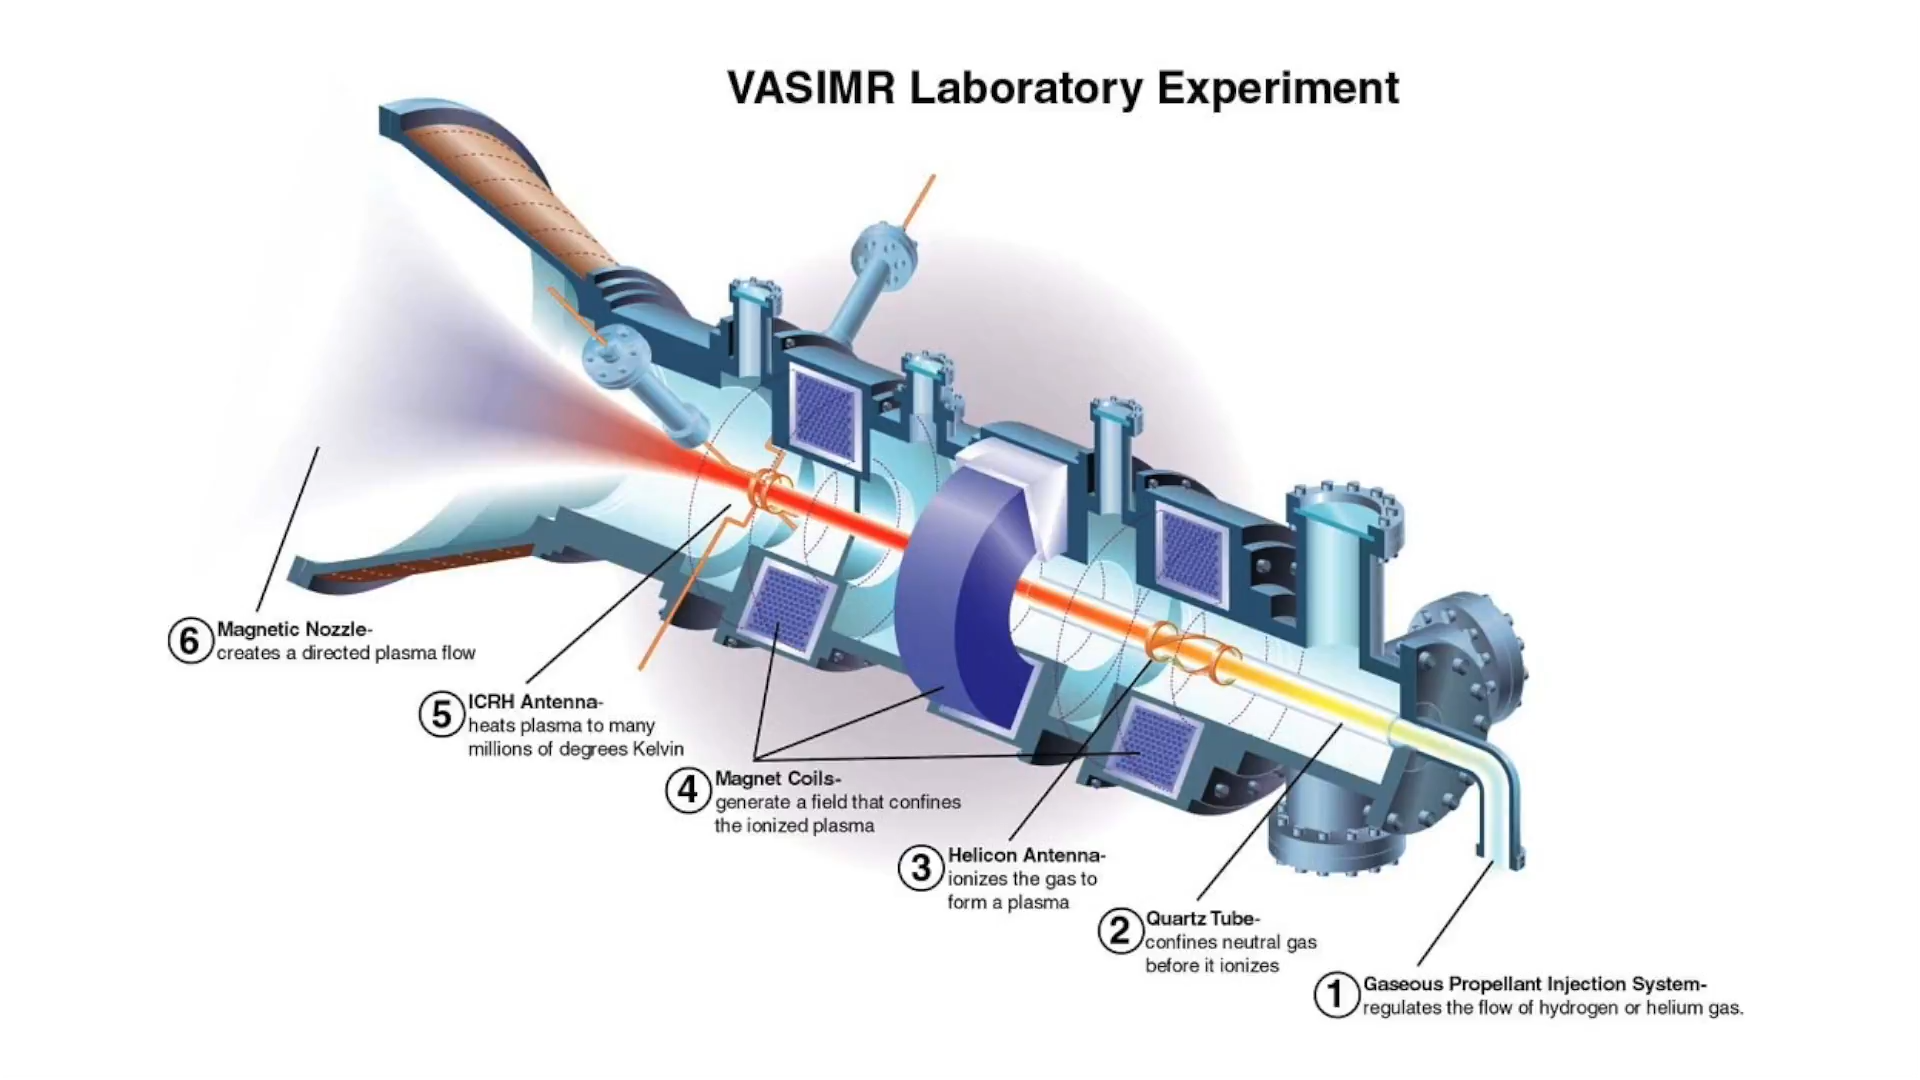 VASIMR Laboratory Experiment
6 Magnetic Nozzle-
creates a directed plasma flow
5 ICRH Antenna-
heats plasma to many
millions of degrees Kelvin
4 Magnet Coils-
generate a field that confines
the ionized plasma
3 Helicon Antenna-
ionizes the gas to
form a plasma
2 Quartz Tube-
confines neutral gas
before it ionizes
1 Gaseous Propellant Injection System-
regulates the flow of hydrogen or helium gas.